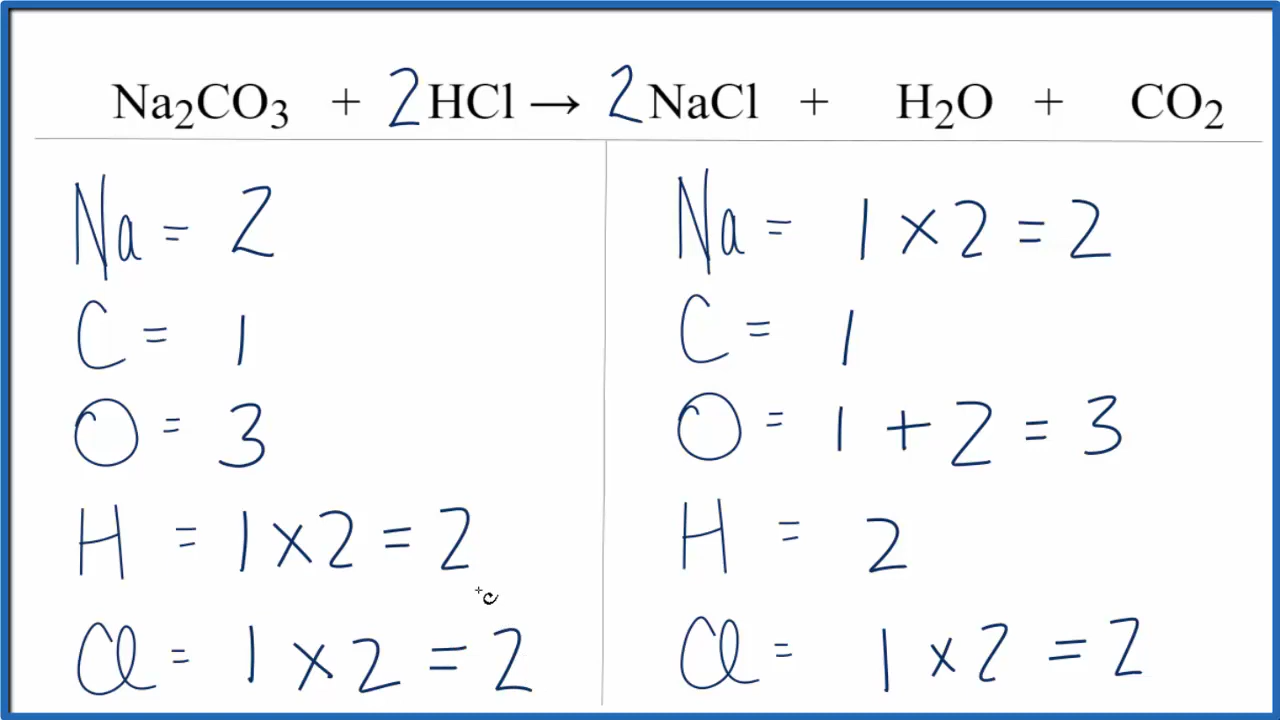 Na₂CO₃ + 2HCl → 2NaCl + H₂O + CO₂
Na = 2
C = 1
O = 3
H = 1 × 2 = 2
Cl = 1 × 2 = 2
Na = 1 × 2 = 2
C = 1
O = 1 + 2 = 3
H = 2
Cl = 1 × 2 = 2